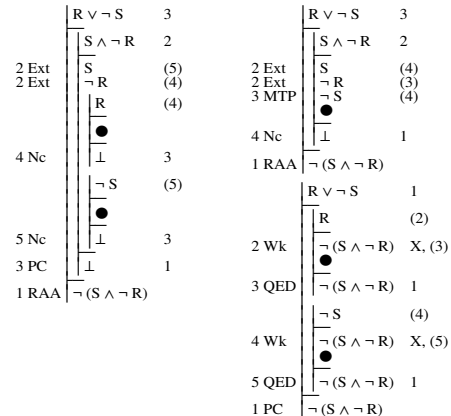 R ∨ ¬ S 3
S ∧ ¬ R 2
2 Ext S (5)
2 Ext ¬ R (4)
R (4)
●
4 Nc ⊥ 3
¬ S (5)
●
5 Nc ⊥ 3
3 PC ⊥ 1
1 RAA ¬ (S ∧ ¬ R)
R ∨ ¬ S 3
S ∧ ¬ R 2
2 Ext S (4)
2 Ext ¬ R (3)
3 MTP ¬ S (4)
●
4 Nc ⊥ 1
1 RAA ¬ (S ∧ ¬ R)
R ∨ ¬ S 1
R (2)
2 Wk ¬ (S ∧ ¬ R) X, (3)
●
3 QED ¬ (S ∧ ¬ R) 1
¬ S (4)
4 Wk ¬ (S ∧ ¬ R) X, (5)
●
5 QED ¬ (S ∧ ¬ R) 1
1 PC ¬ (S ∧ ¬ R)